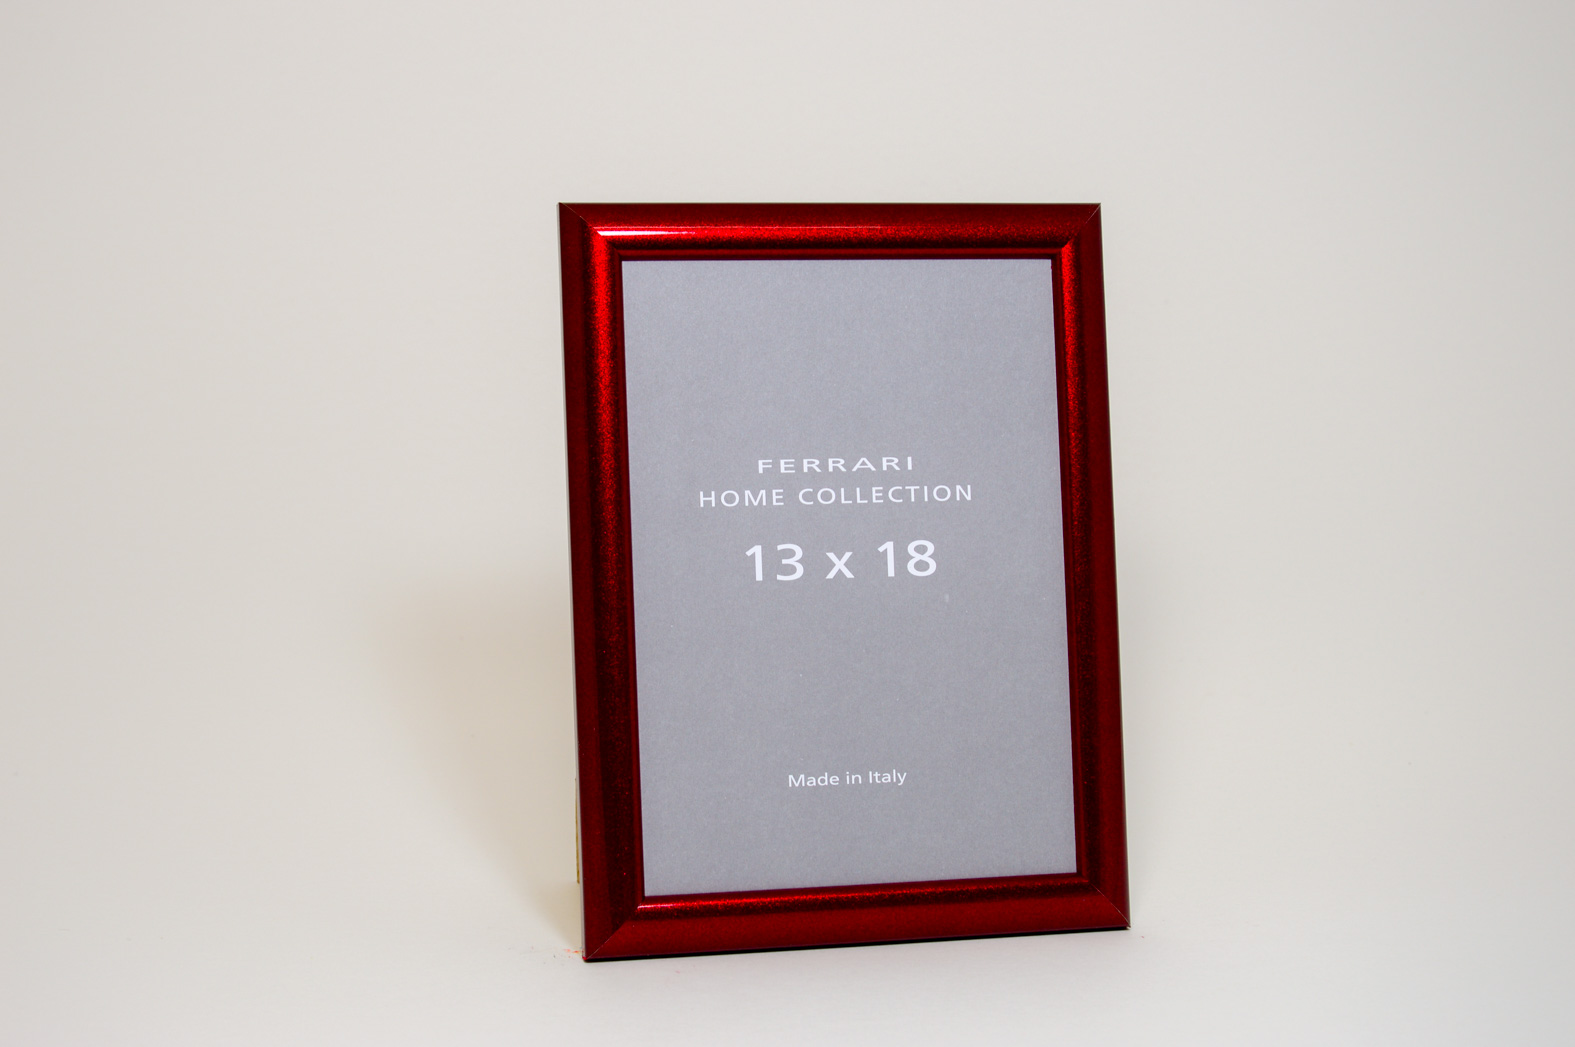 FERRARI
HOME COLLECTION
13 x 18
Made in Italy